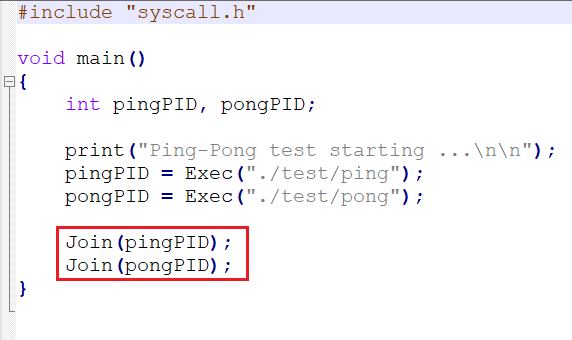 #include "syscall.h"
void main()
{
int pingPID, pongPID;
print("Ping-Pong test starting ...\n\n");
pingPID = Exec("./test/ping");
pongPID = Exec("./test/pong");
Join(pingPID);
Join(pongPID);
}